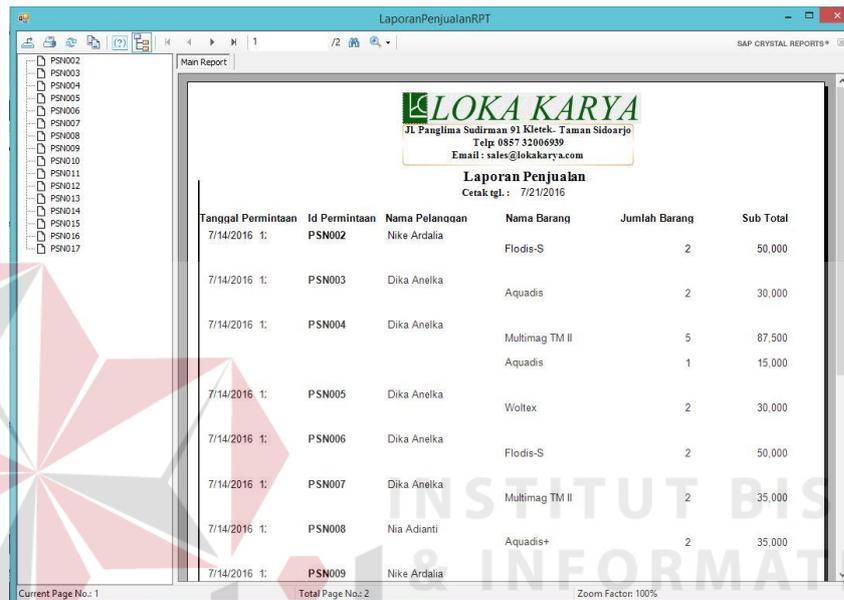 LaporanPenjualanRPT
1 /2 SAP CRYSTAL REPORTS®
Main Report
PSN002
PSN003
PSN004
PSN005
PSN006
PSN007
PSN008
PSN009
PSN010
PSN011
PSN012
PSN013
PSN014
PSN015
PSN016
PSN017
LOKA KARYA
Jl. Panglima Sudirman 91 Kletek- Taman Sidoarjo
Telp: 0857 32006939
Email : sales@lokakarya.com
Laporan Penjualan
Cetak tgl. : 7/21/2016
Tanggal Permintaan Id Permintaan Nama Pelanggan Nama Barang Jumlah Barang Sub Total
7/14/2016 1: PSN002 Nike Ardalia
Flodis-S 2 50,000
7/14/2016 1: PSN003 Dika Anelka
Aquadis 2 30,000
7/14/2016 1: PSN004 Dika Anelka
Multimag TM II 5 87,500
Aquadis 1 15,000
7/14/2016 1: PSN005 Dika Anelka
Woltex 2 30,000
7/14/2016 1: PSN006 Dika Anelka
Flodis-S 2 50,000
7/14/2016 1: PSN007 Dika Anelka
Multimag TM II 2 35,000
7/14/2016 1: PSN008 Nia Adianti
Aquadis+ 2 35,000
7/14/2016 1: PSN009 Nike Ardalia
INSTITUT BIS
& INFORMATI
Current Page No.: 1 Total Page No.: 2 Zoom Factor: 100%